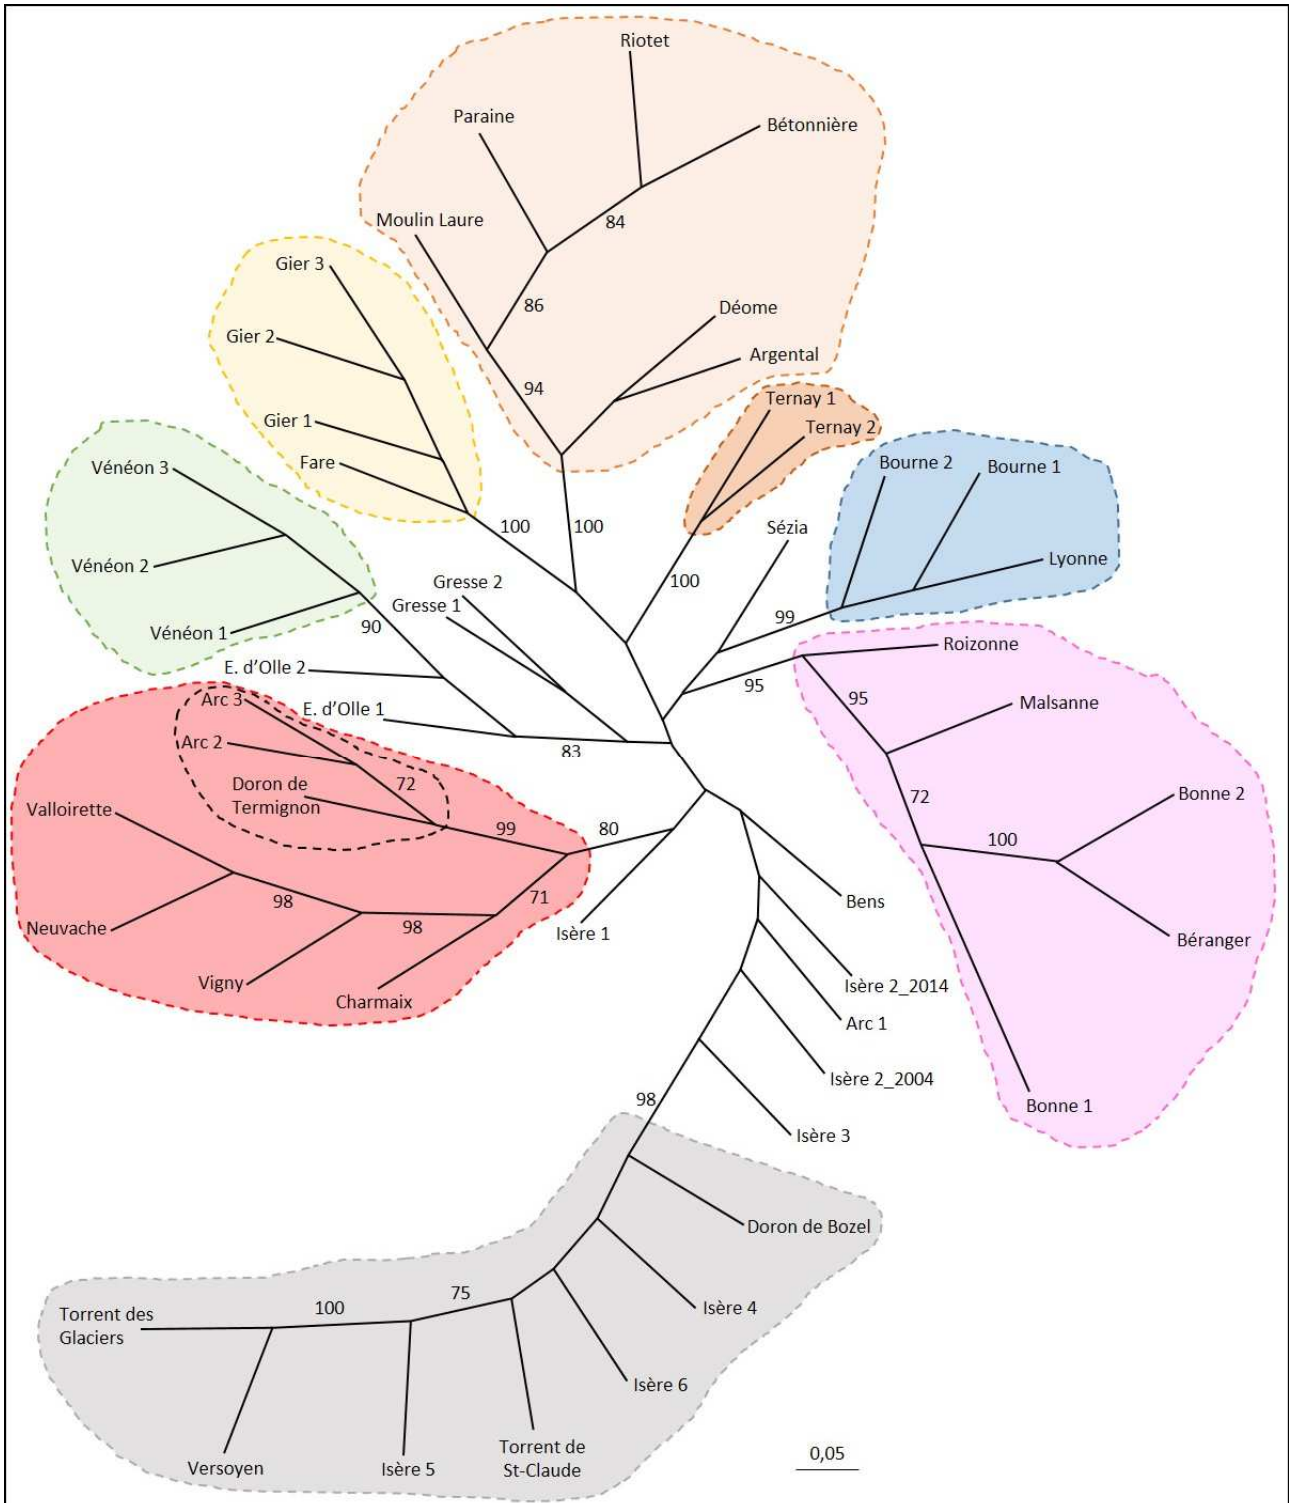 Riotet
Paraine
Bétonnière
84
Moulin Laure
Gier 3
86
Déome
Gier 2
Argental
94
Ternay 1
Gier 1
Ternay 2
Fare
Bourne 2
Bourne 1
Vénéon 3
Sézia
100
100
Lyonne
Vénéon 2
Gresse 2
100
Gresse 1
99
Vénéon 1
90
Roizonne
E. d'Olle 2
95
95
Arc 3
E. d'Olle 1
Malsanne
Arc 2
83
Doron de
Termignon
72
Valloirette
72
Bonne 2
99
80
100
98
71
Bens
Neuvache
98
Isère 1
Béranger
Vigny
Charmaix
Isère 2_2014
Arc 1
Isère 2_2004
98
Bonne 1
Isère 3
Doron de Bozel
75
Isère 4
Torrent des
Glaciers
100
Isère 6
Versoyen
Isère 5
Torrent de
St-Claude
0,05